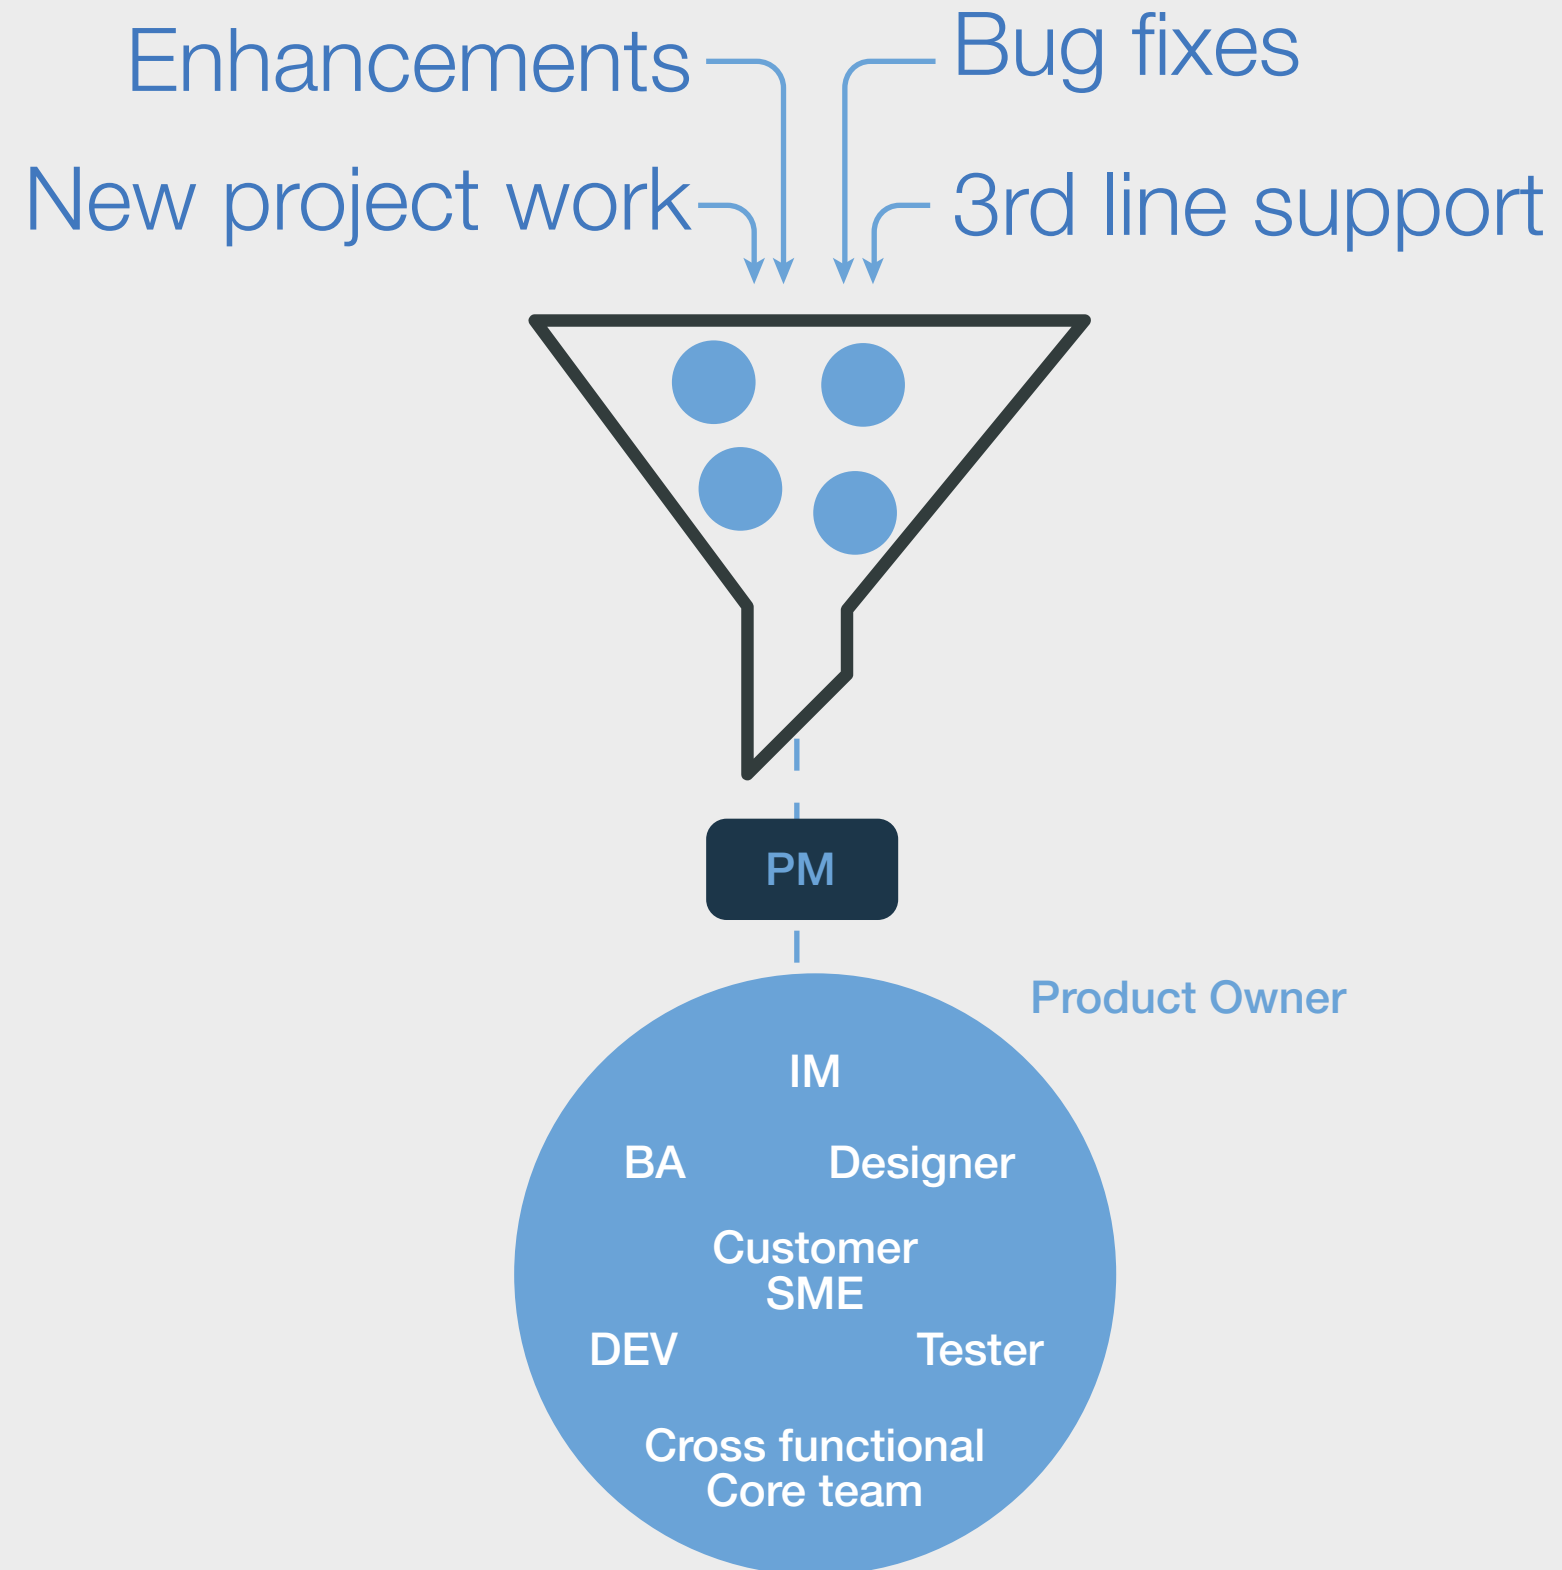 Enhancements
Bug fixes
New project work
3rd line support
PM
Product Owner
IM
BA
Designer
Customer
SME
DEV
Tester
Cross functional
Core team